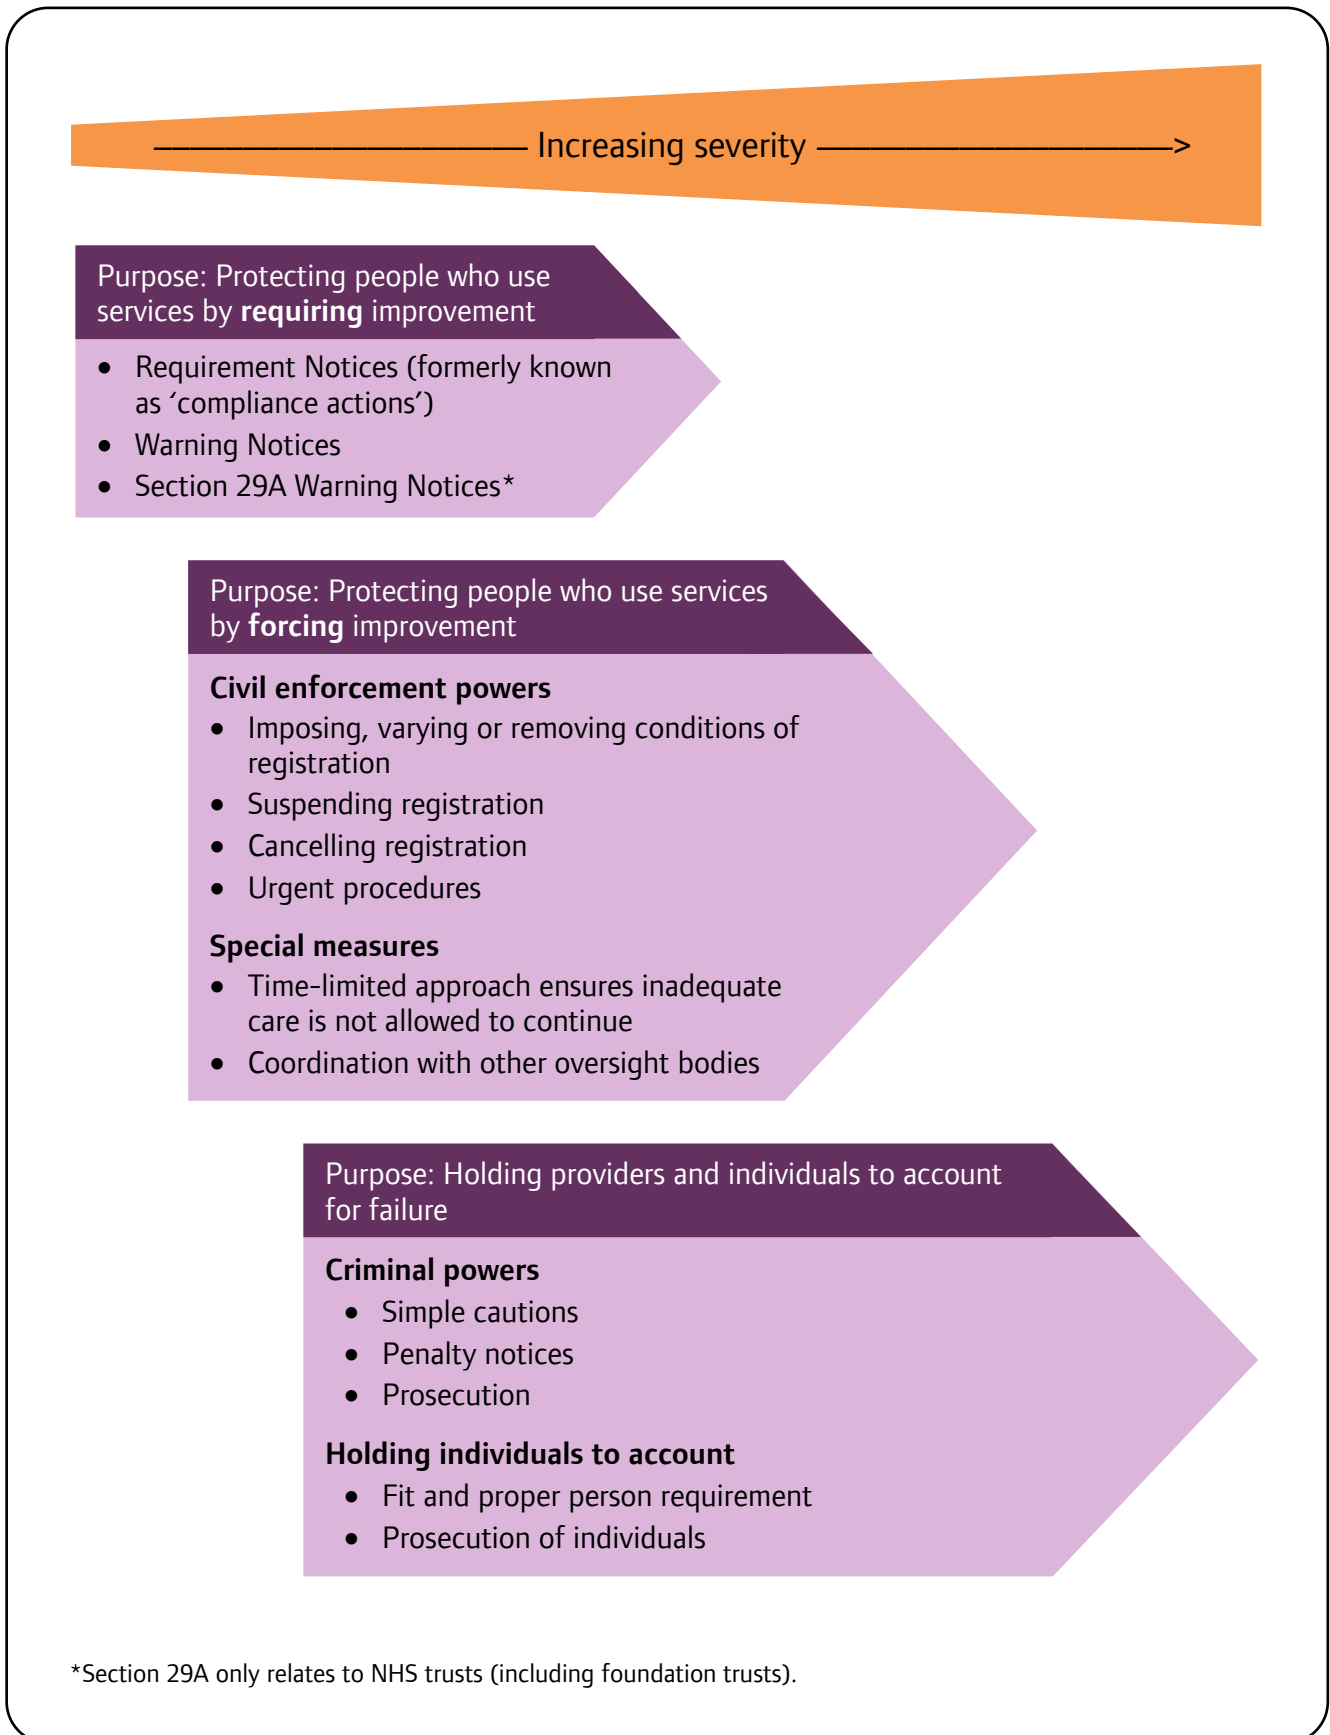 Increasing severity
Purpose: Protecting people who use
services by requiring improvement
• Requirement Notices (formerly known
as ‘compliance actions’)
• Warning Notices
• Section 29A Warning Notices*
Purpose: Protecting people who use services
by forcing improvement
Civil enforcement powers
• Imposing, varying or removing conditions of
registration
• Suspending registration
• Cancelling registration
• Urgent procedures
Special measures
• Time-limited approach ensures inadequate
care is not allowed to continue
• Coordination with other oversight bodies
Purpose: Holding providers and individuals to account
for failure
Criminal powers
• Simple cautions
• Penalty notices
• Prosecution
Holding individuals to account
• Fit and proper person requirement
• Prosecution of individuals
*Section 29A only relates to NHS trusts (including foundation trusts).